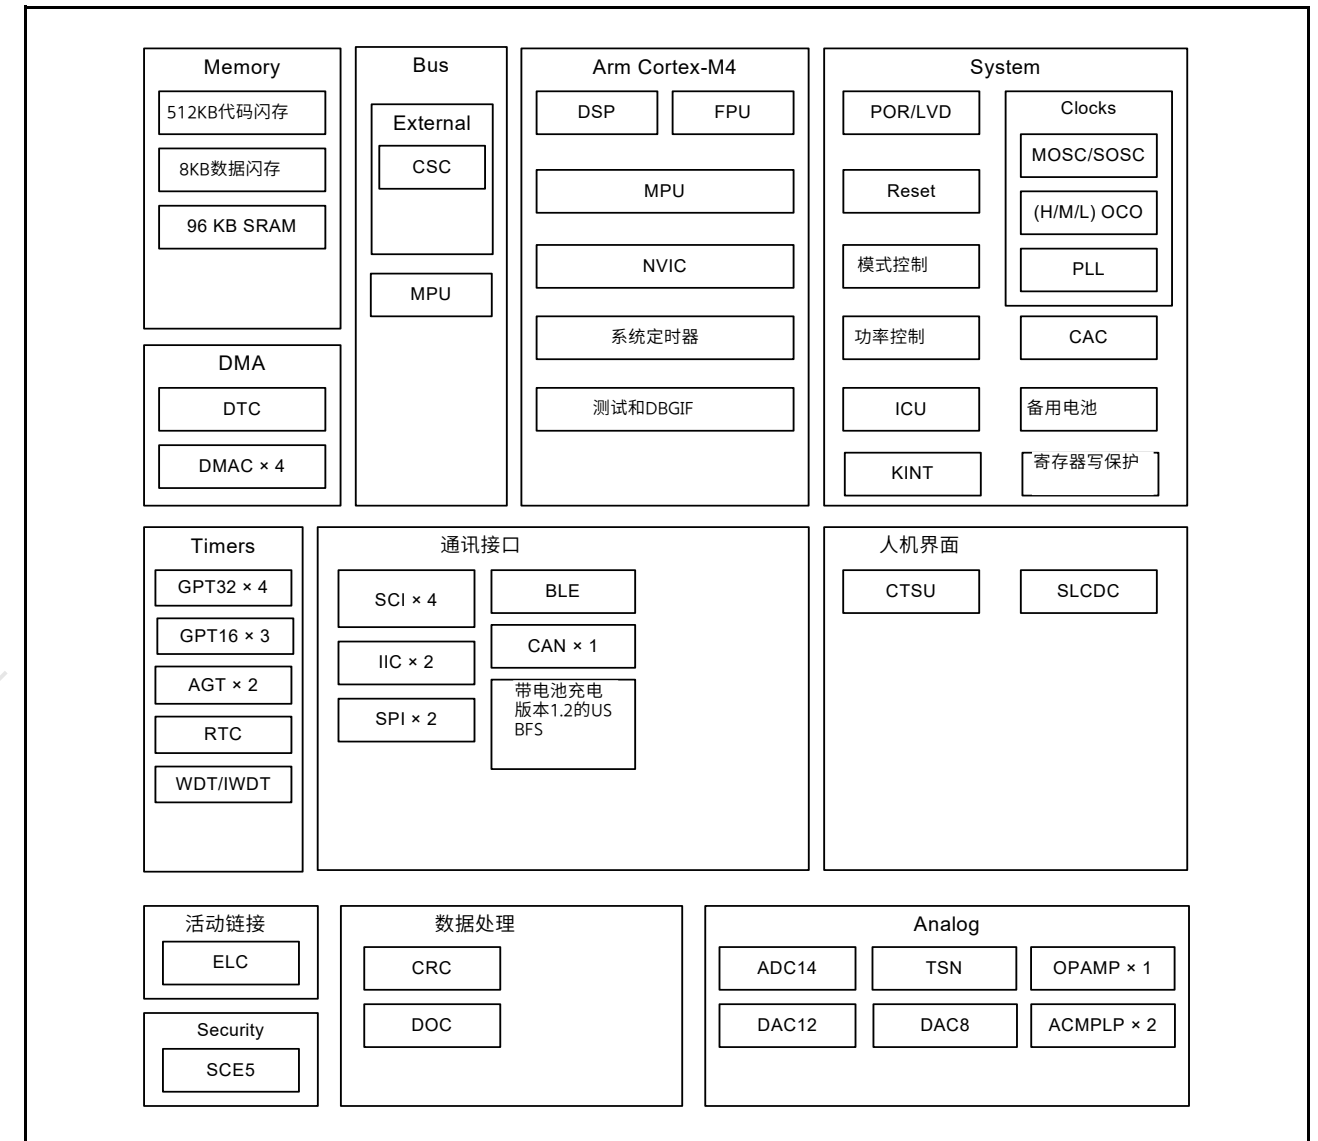 Memory
512KB代码闪存
8KB数据闪存
96 KB SRAM
DMA
DTC
DMAC × 4
Bus
External
CSC
MPU
Arm Cortex-M4
DSP
FPU
MPU
NVIC
系统定时器
测试和DBGIF
System
POR/LVD
Reset
模式控制
功率控制
ICU
KINT
Clocks
MOSC/SOSC
(H/M/L) OCO
PLL
CAC
备用电池
寄存器写保护
Timers
GPT32 × 4
GPT16 × 3
AGT × 2
RTC
WDT/IWDT
通讯接口
SCI × 4
IIC × 2
SPI × 2
BLE
CAN × 1
带电池充电
版本1.2的US
BFS
人机界面
CTSU
SLCDC
活动链接
ELC
Security
SCE5
数据处理
CRC
DOC
Analog
ADC14
TSN
OPAMP × 1
DAC12
DAC8
ACMPLP × 2